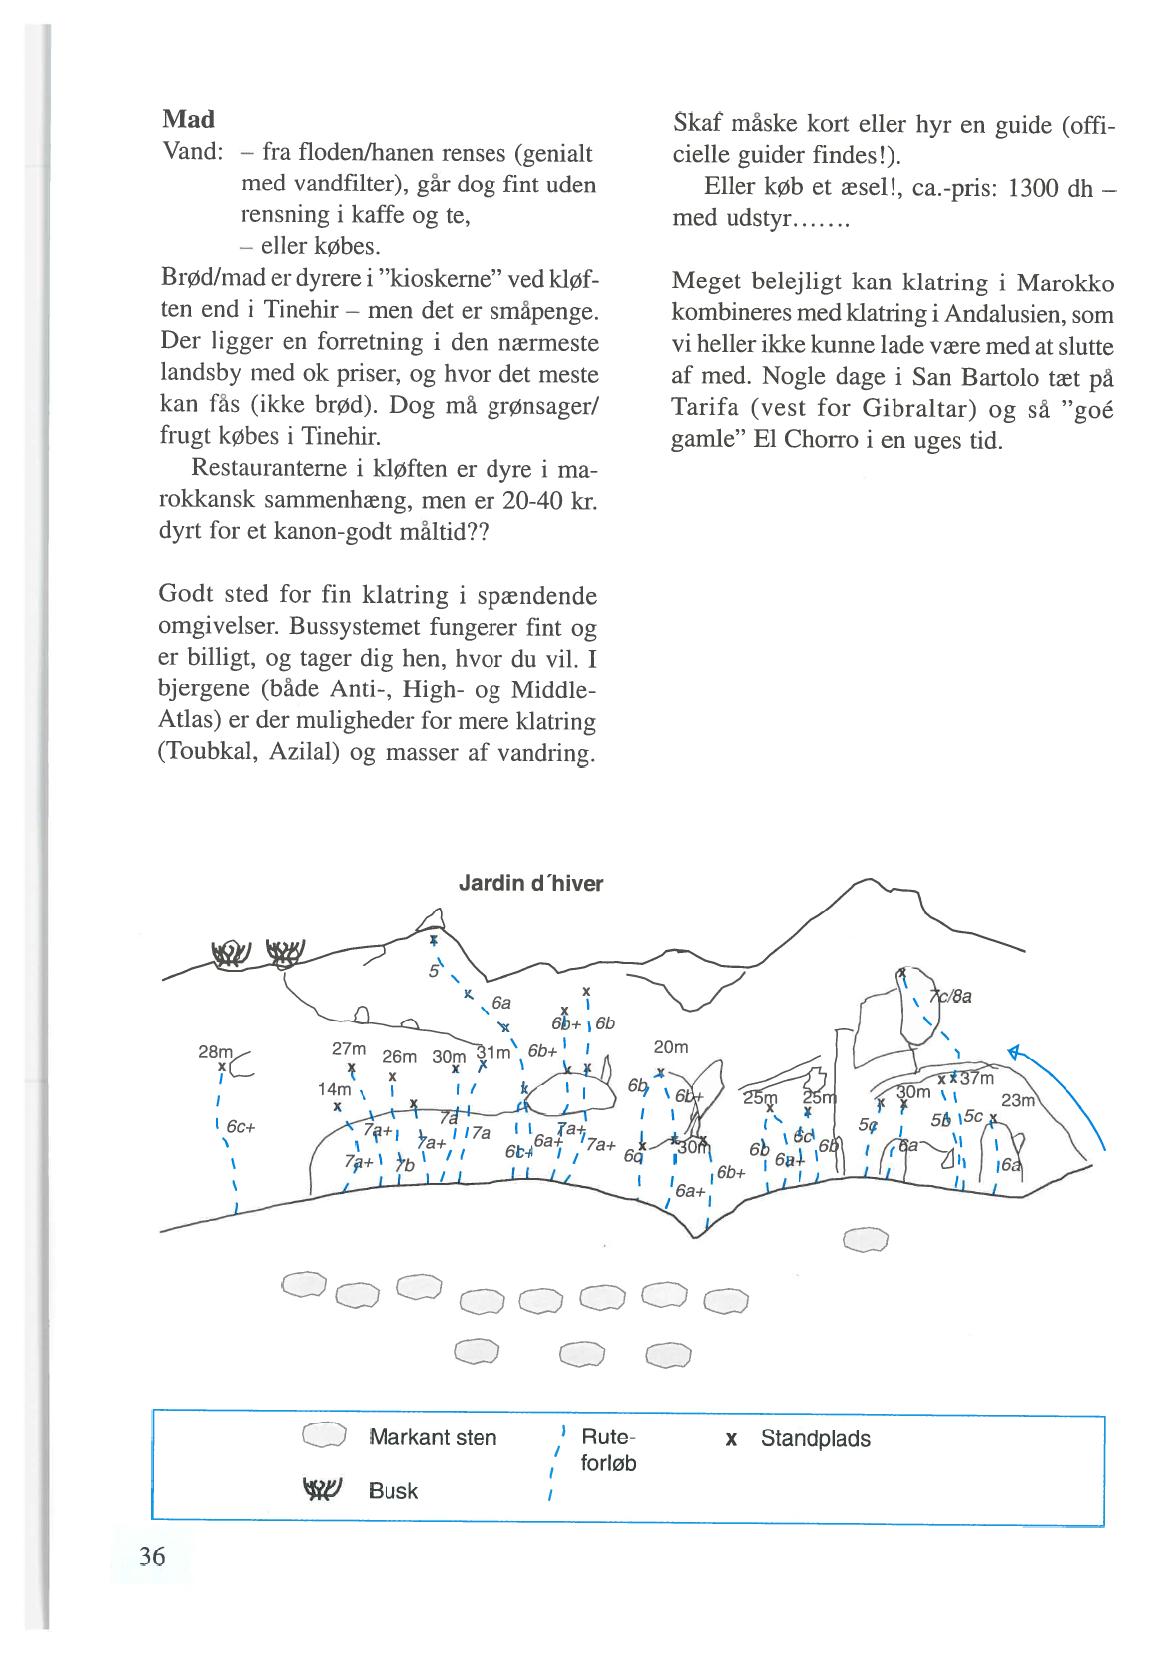 Mad
Vand: – fra floden/hanen renses (genialt
med vandfilter), går dog fint uden
rensning i kaffe og te,
– eller købes.
Brød/mad er dyrere i ”kioskerne” ved kløf-
ten end i Tinehir – men det er småpenge.
Der ligger en forretning i den nærmeste
landsby med ok priser, og hvor det meste
kan fås (ikke brød). Dog må grønsager/
frugt købes i Tinehir.
Restauranterne i kløften er dyre i ma-
rokkansk sammenhæng, men er 20-40 kr.
dyrt for et kanon-godt måltid??
Godt sted for fin klatring i spændende
omgivelser. Bussystemet fungerer fint og
er billigt, og tager dig hen, hvor du vil. I
bjergene (både Anti-, High- og Middle-
Atlas) er der muligheder for mere klatring
(Toubkal, Azilal) og masser af vandring.
Skaf måske kort eller hyr en guide (offi-
cielle guider findes!).
Eller køb et æsel!, ca.-pris: 1300 dh –
med udstyr.......
Meget belejligt kan klatring i Marokko
kombineres med klatring i Andalusien, som
vi heller ikke kunne lade være med at slutte
af med. Nogle dage i San Bartolo tæt på
Tarifa (vest for Gibraltar) og så ”goé
gamle” El Chorro i en uges tid.
Jardin d´hiver
5
6a
7c/8a
6b+ 6b
28m
27m 26m 30m 31m 6b+
20m
14m
6b 6b+
25m 25m
30m
37m
23m
6c+
7a+ 7a+ 7a 7a
7a+ 7b
6b+ 6a+ 7a+ 7a+
6c 30m
6b+
6a+
6b 6a+ 6c 6b
5c 6a 5b 5c
6a
Markant sten
Rute-
forløb
x Standplads
Busk
36